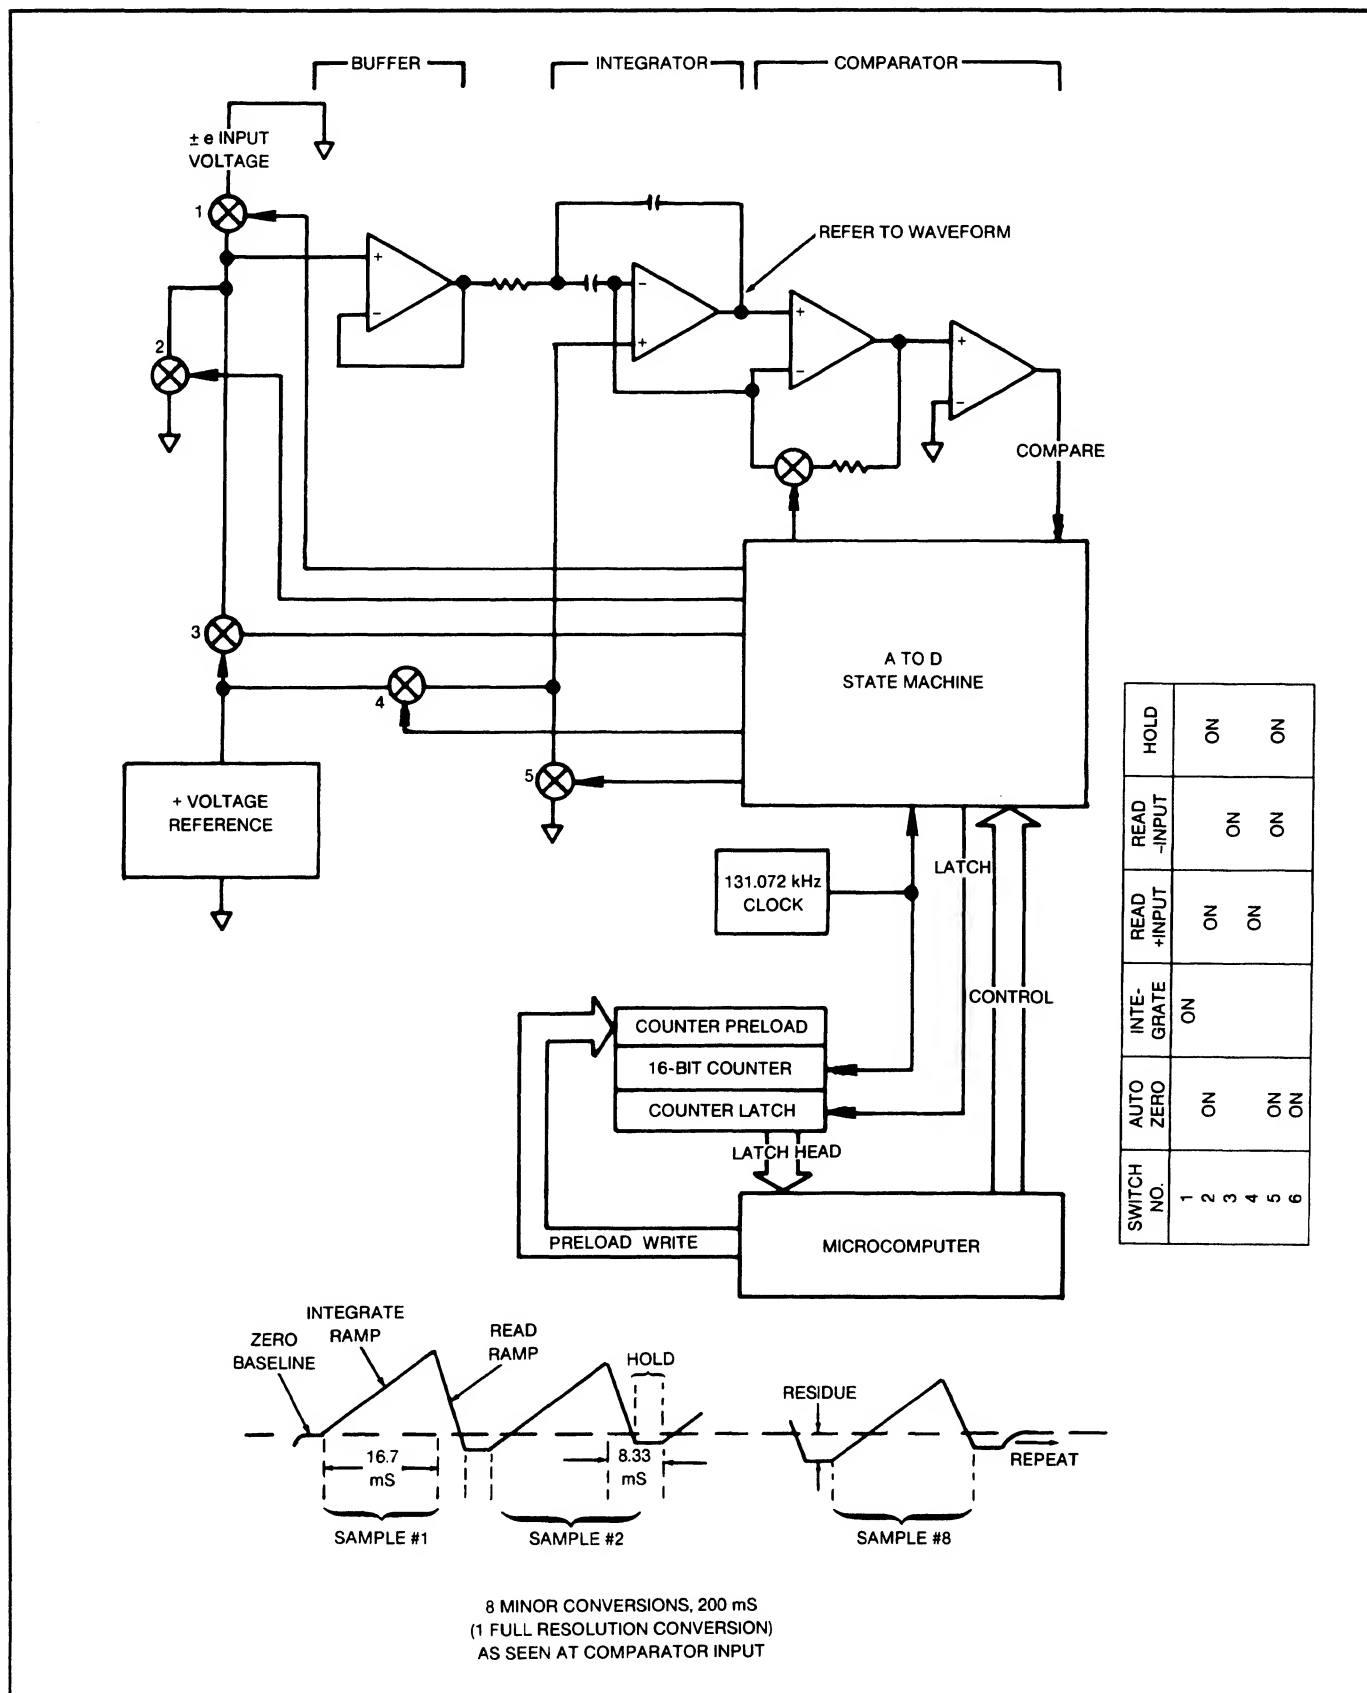 BUFFER
INTEGRATOR
COMPARATOR
± e INPUT
VOLTAGE
1
+
-
2
-
+
REFER TO WAVEFORM
+
-
+
-
COMPARE
3
4
5
A TO D
STATE MACHINE
+ VOLTAGE
REFERENCE
131.072 kHz
CLOCK
LATCH
CONTROL
COUNTER PRELOAD
16-BIT COUNTER
COUNTER LATCH
LATCH HEAD
PRELOAD WRITE
MICROCOMPUTER
SWITCH NO. 1 2 3 4 5 6
AUTO ZERO ON ON ON
INTE- GRATE ON
READ +INPUT ON ON
READ -INPUT ON ON
HOLD ON ON
ZERO
BASELINE
INTEGRATE
RAMP
READ
RAMP
HOLD
RESIDUE
16.7
mS
8.33
mS
REPEAT
SAMPLE #1
SAMPLE #2
SAMPLE #8
8 MINOR CONVERSIONS, 200 mS
(1 FULL RESOLUTION CONVERSION)
AS SEEN AT COMPARATOR INPUT